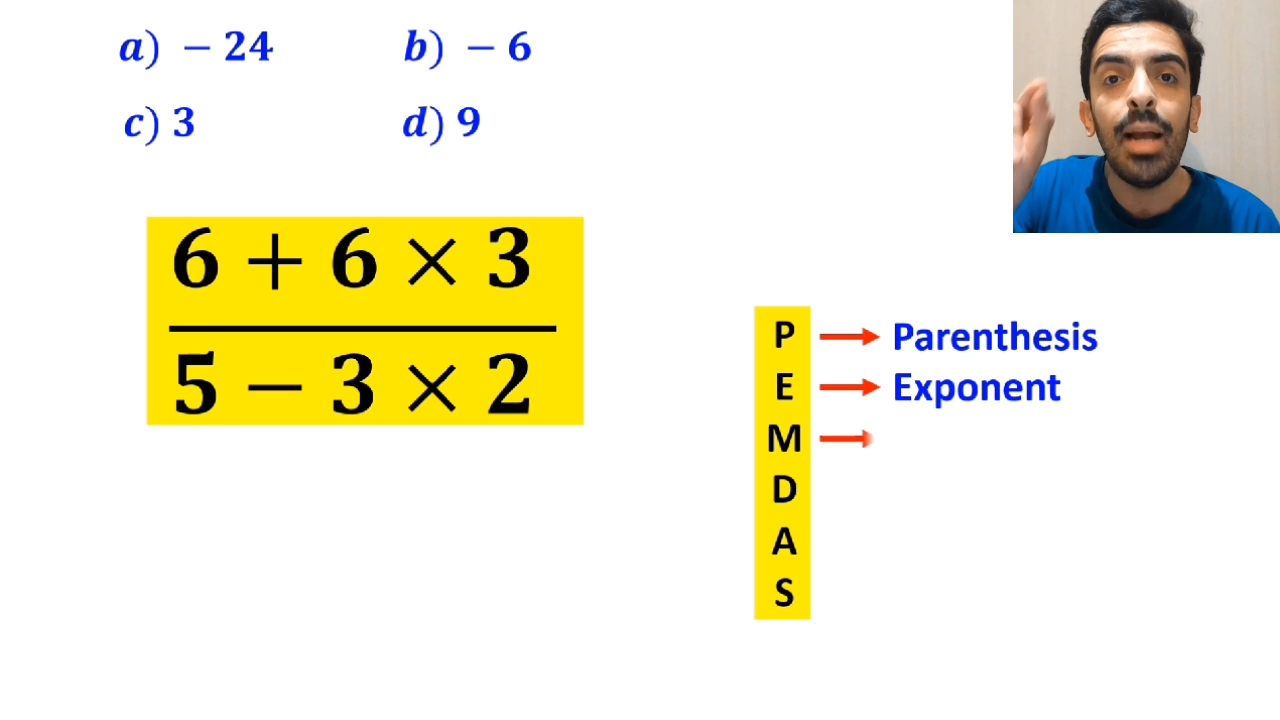 a) − 24 b) − 6
c) 3 d) 9
6 + 6 × 3
5 − 3 × 2
P → Parenthesis
E → Exponent
M →
D
A
S